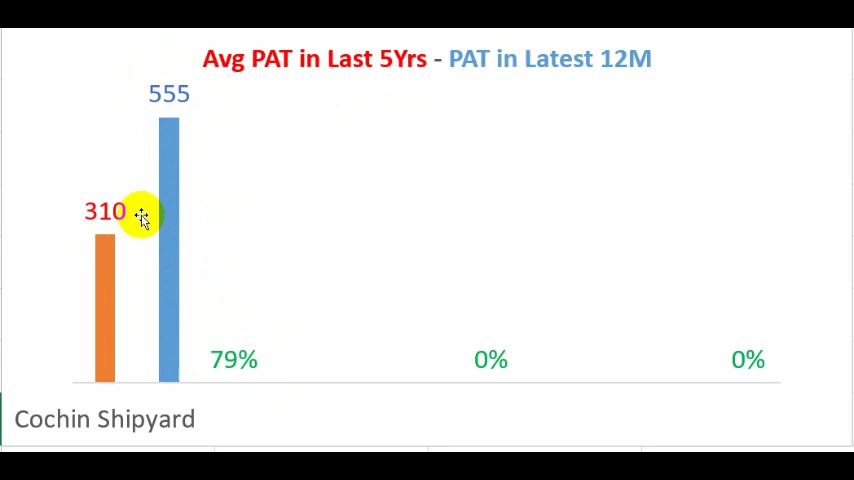 Avg PAT in Last 5Yrs - PAT in Latest 12M
555
310
79% 0% 0%
Cochin Shipyard